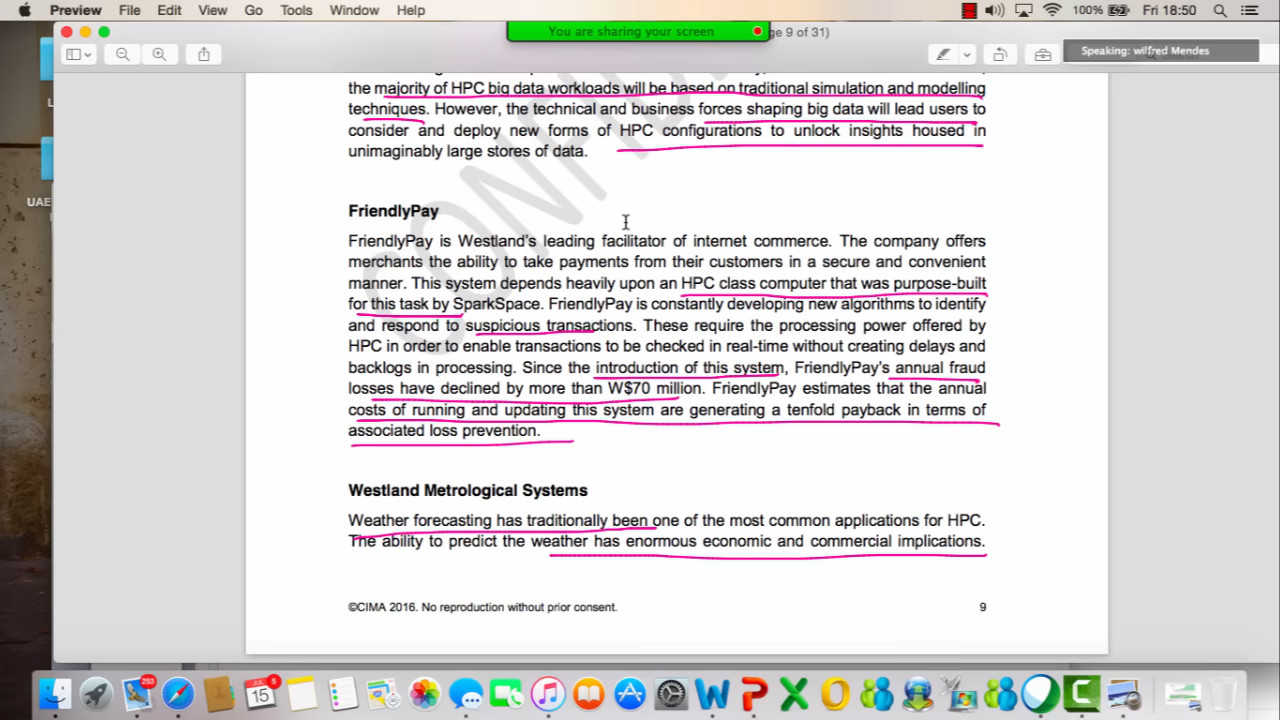 Preview File Edit View Go Tools Window Help 100% Fri 18:50
You are sharing your screen
ge 9 of 31)
Speaking: wilfred Mendes
the majority of HPC big data workloads will be based on traditional simulation and modelling
techniques. However, the technical and business forces shaping big data will lead users to
consider and deploy new forms of HPC configurations to unlock insights housed in
unimaginably large stores of data.
CONFID
UAE
FriendlyPay
FriendlyPay is Westland's leading facilitator of internet commerce. The company offers
merchants the ability to take payments from their customers in a secure and convenient
manner. This system depends heavily upon an HPC class computer that was purpose-built
for this task by SparkSpace. FriendlyPay is constantly developing new algorithms to identify
and respond to suspicious transactions. These require the processing power offered by
HPC in order to enable transactions to be checked in real-time without creating delays and
backlogs in processing. Since the introduction of this system, FriendlyPay's annual fraud
losses have declined by more than W$70 million. FriendlyPay estimates that the annual
costs of running and updating this system are generating a tenfold payback in terms of
associated loss prevention.
Westland Metrological Systems
Weather forecasting has traditionally been one of the most common applications for HPC.
The ability to predict the weather has enormous economic and commercial implications.
©CIMA 2016. No reproduction without prior consent. 9
253
5
15